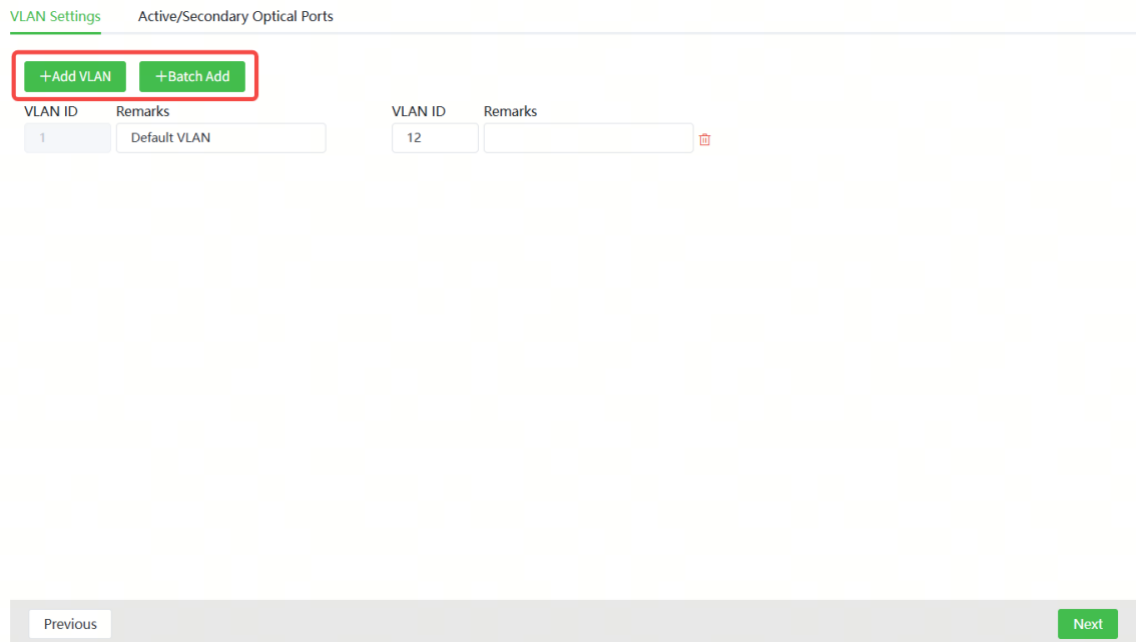 VLAN Settings Active/Secondary Optical Ports
+Add VLAN +Batch Add
VLAN ID Remarks VLAN ID Remarks
1 Default VLAN 12
Previous Next